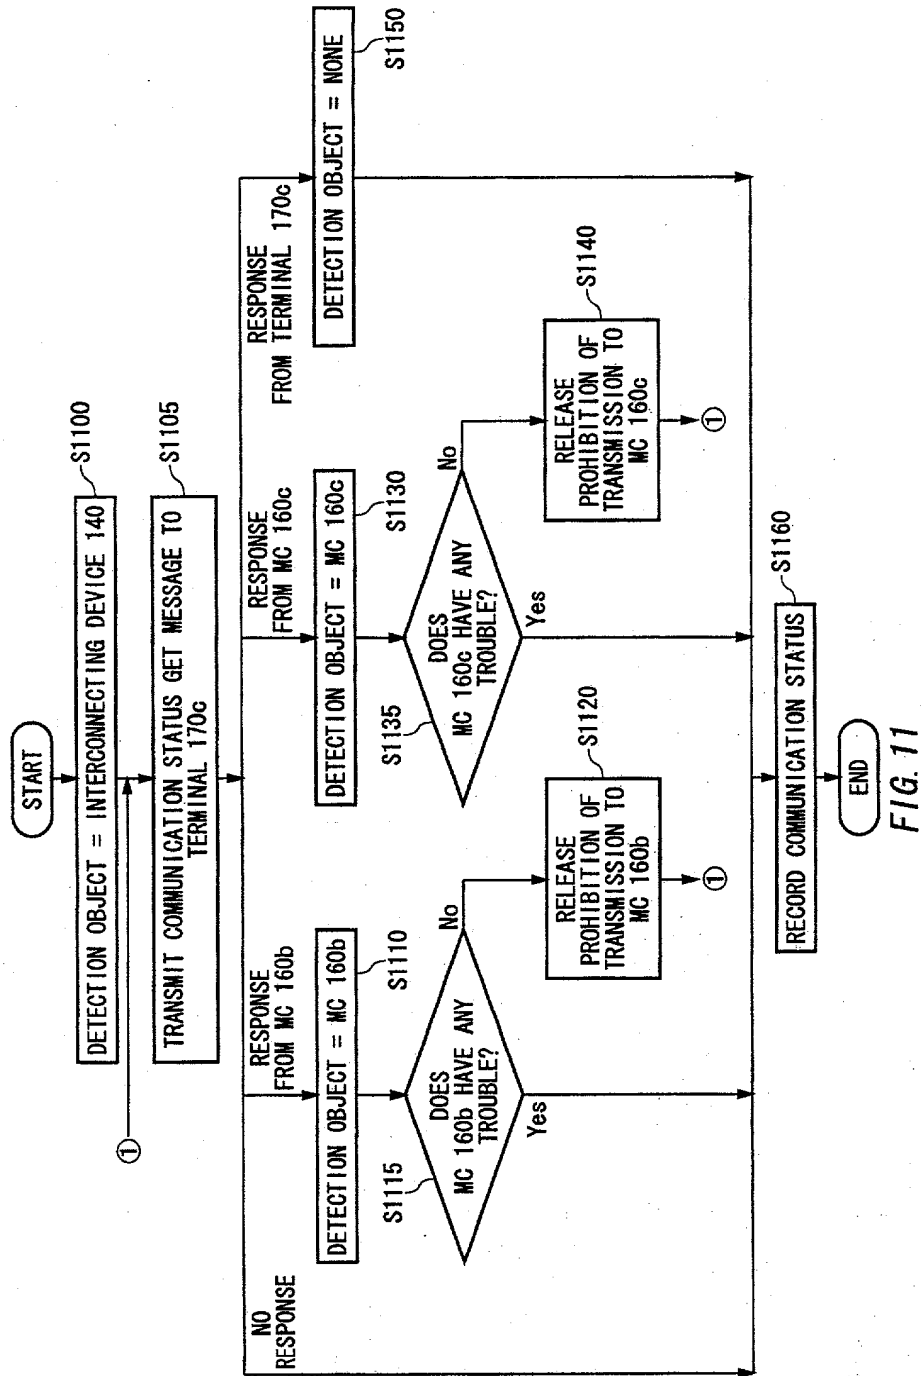 START
DETECTION OBJECT = INTERCONNECTING DEVICE 140
S1100
①
TRANSMIT COMMUNICATION STATUS GET MESSAGE TO
TERMINAL 170c
S1105
NO
RESPONSE
RESPONSE
FROM MC 160b
RESPONSE
FROM MC 160c
RESPONSE
FROM TERMINAL 170c
DETECTION OBJECT = MC 160b
S1110
DETECTION OBJECT = MC 160c
S1130
DETECTION OBJECT = NONE
S1150
S1115
DOES
MC 160b HAVE ANY
TROUBLE?
No
Yes
S1135
DOES
MC 160c HAVE ANY
TROUBLE?
No
Yes
RELEASE
PROHIBITION OF
TRANSMISSION TO
MC 160b
S1120
①
RELEASE
PROHIBITION OF
TRANSMISSION TO
MC 160c
S1140
①
RECORD COMMUNICATION STATUS
S1160
END
FIG. 11